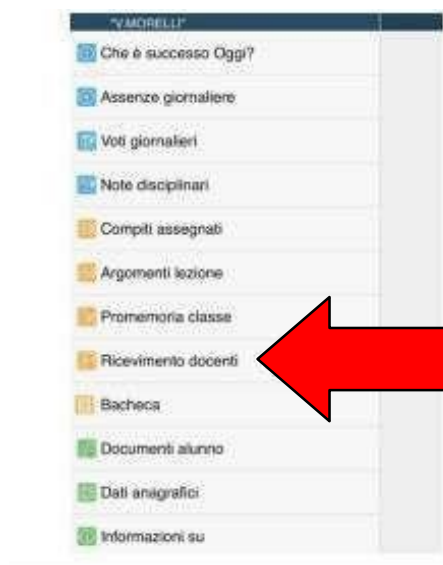 "V.MORELLI"
Che è successo Oggi?
Assenze giornaliere
Voti giornalieri
Note disciplinari
Compiti assegnati
Argomenti lezione
Promemoria classe
Ricevimento docenti
Bacheca
Documenti alunno
Dati anagrafici
Informazioni su